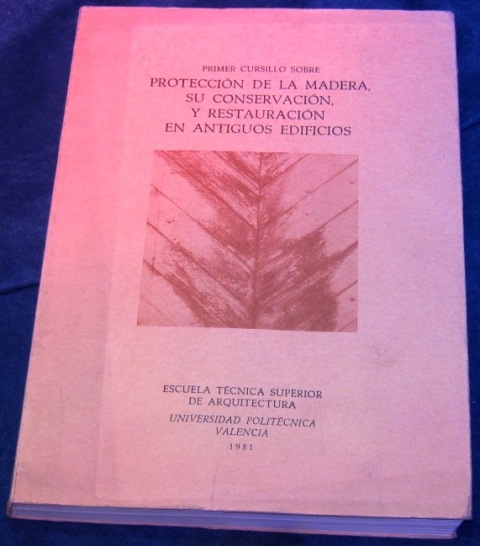 PRIMER CURSILLO SOBRE
PROTECCIÓN DE LA MADERA,
SU CONSERVACIÓN,
Y RESTAURACIÓN
EN ANTIGUOS EDIFICIOS
ESCUELA TÉCNICA SUPERIOR
DE ARQUITECTURA
UNIVERSIDAD POLITÉCNICA
VALENCIA
1981